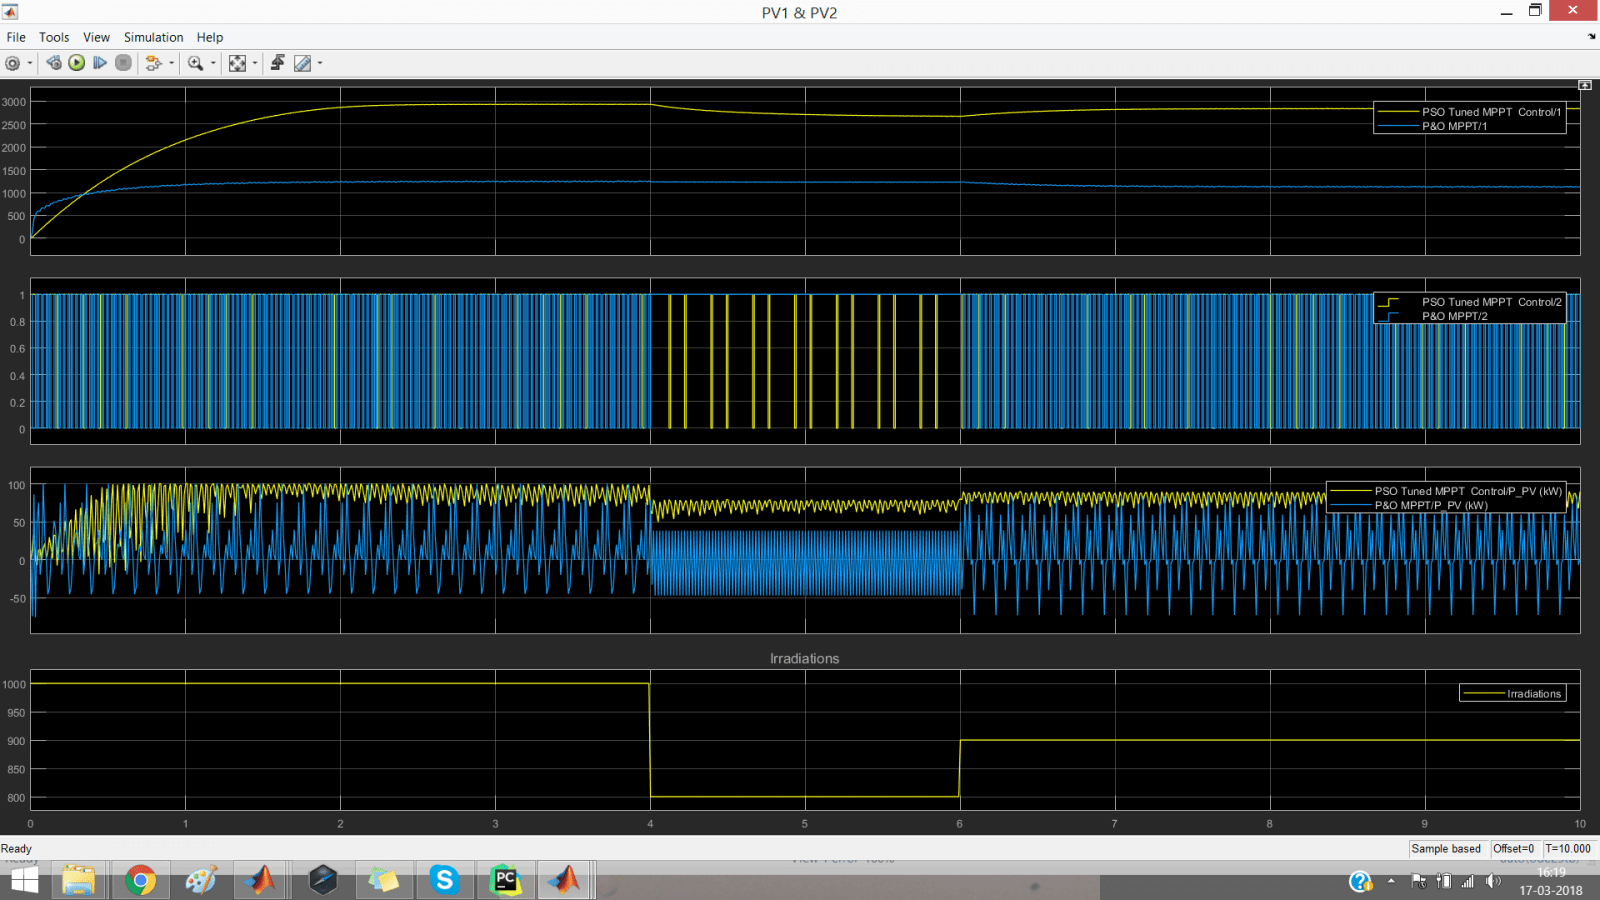 PV1 & PV2
File Tools View Simulation Help
3000
2500
2000
1500
1000
500
0
PSO Tuned MPPT Control/1
P&O MPPT/1
1
0.8
0.6
0.4
0.2
0
PSO Tuned MPPT Control/2
P&O MPPT/2
100
50
0
-50
PSO Tuned MPPT Control/P_PV (kW)
P&O MPPT/P_PV (kW)
Irradiations
1000
950
900
850
800
Irradiations
0 1 2 3 4 5 6 7 8 9 10
Ready
Sample based Offset=0 T=10.000
Ready
PC
16:19
17-03-2018